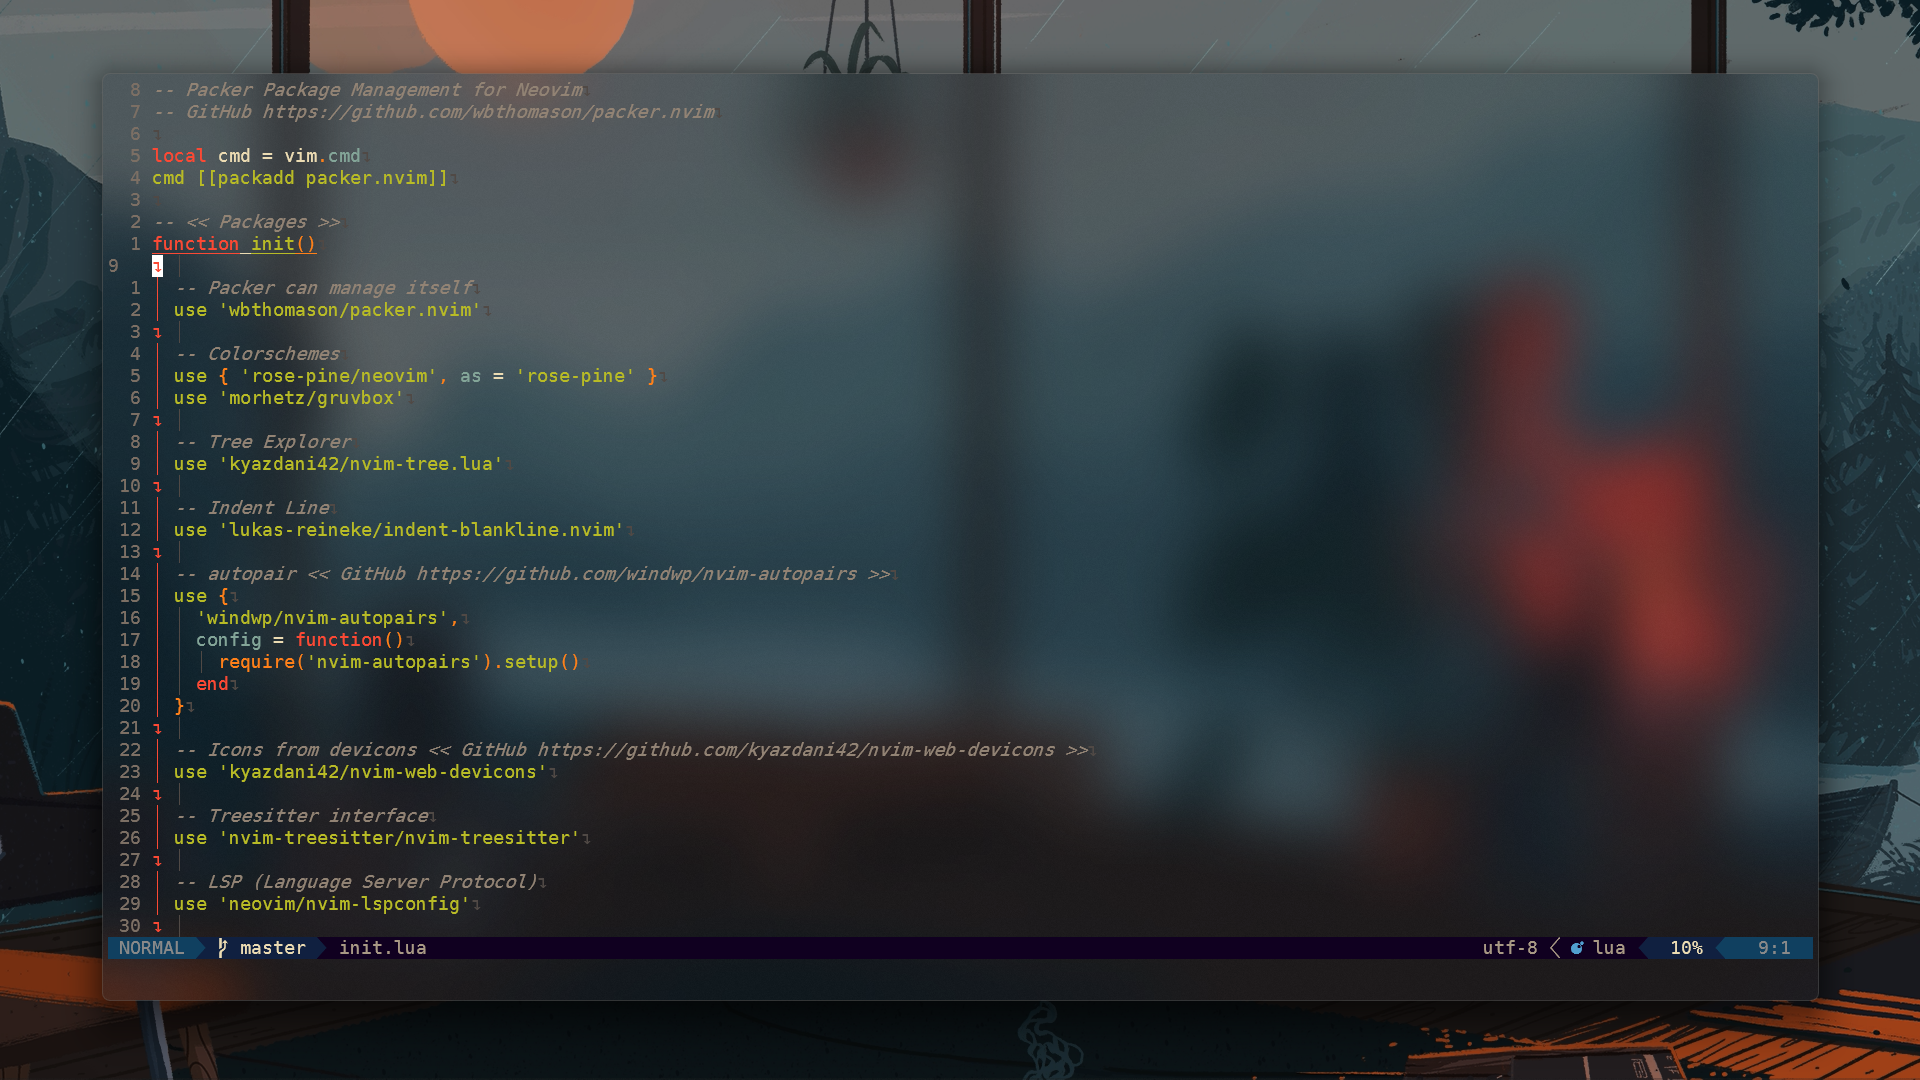 8 -- Packer Package Management for Neovim
7 -- GitHub https://github.com/wbthomason/packer.nvim
6
5 local cmd = vim.cmd
4 cmd [[packadd packer.nvim]]
3
2 -- << Packages >>
1 function_init()
9
1 -- Packer can manage itself
2 use 'wbthomason/packer.nvim'
3
4 -- Colorschemes
5 use { 'rose-pine/neovim', as = 'rose-pine' }
6 use 'morhetz/gruvbox'
7
8 -- Tree Explorer
9 use 'kyazdani42/nvim-tree.lua'
10
11 -- Indent Line
12 use 'lukas-reineke/indent-blankline.nvim'
13
14 -- autopair << GitHub https://github.com/windwp/nvim-autopairs >>
15 use {
16 'windwp/nvim-autopairs',
17 config = function()
18 require('nvim-autopairs').setup()
19 end
20 }
21
22 -- Icons from devicons << GitHub https://github.com/kyazdani42/nvim-web-devicons >>
23 use 'kyazdani42/nvim-web-devicons'
24
25 -- Treesitter interface
26 use 'nvim-treesitter/nvim-treesitter'
27
28 -- LSP (Language Server Protocol)
29 use 'neovim/nvim-lspconfig'
30
NORMAL master init.lua utf-8 lua 10% 9:1